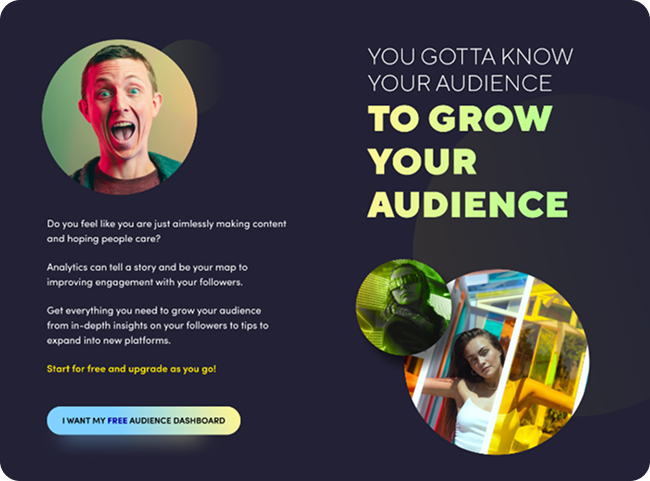 YOU GOTTA KNOW
YOUR AUDIENCE
TO GROW
YOUR
AUDIENCE
Do you feel like you are just aimlessly making content
and hoping people care?
Analytics can tell a story and be your map to
improving engagement with your followers.
Get everything you need to grow your audience
from in-depth insights on your followers to tips to
expand into new platforms.
Start for free and upgrade as you go!
I WANT MY FREE AUDIENCE DASHBOARD